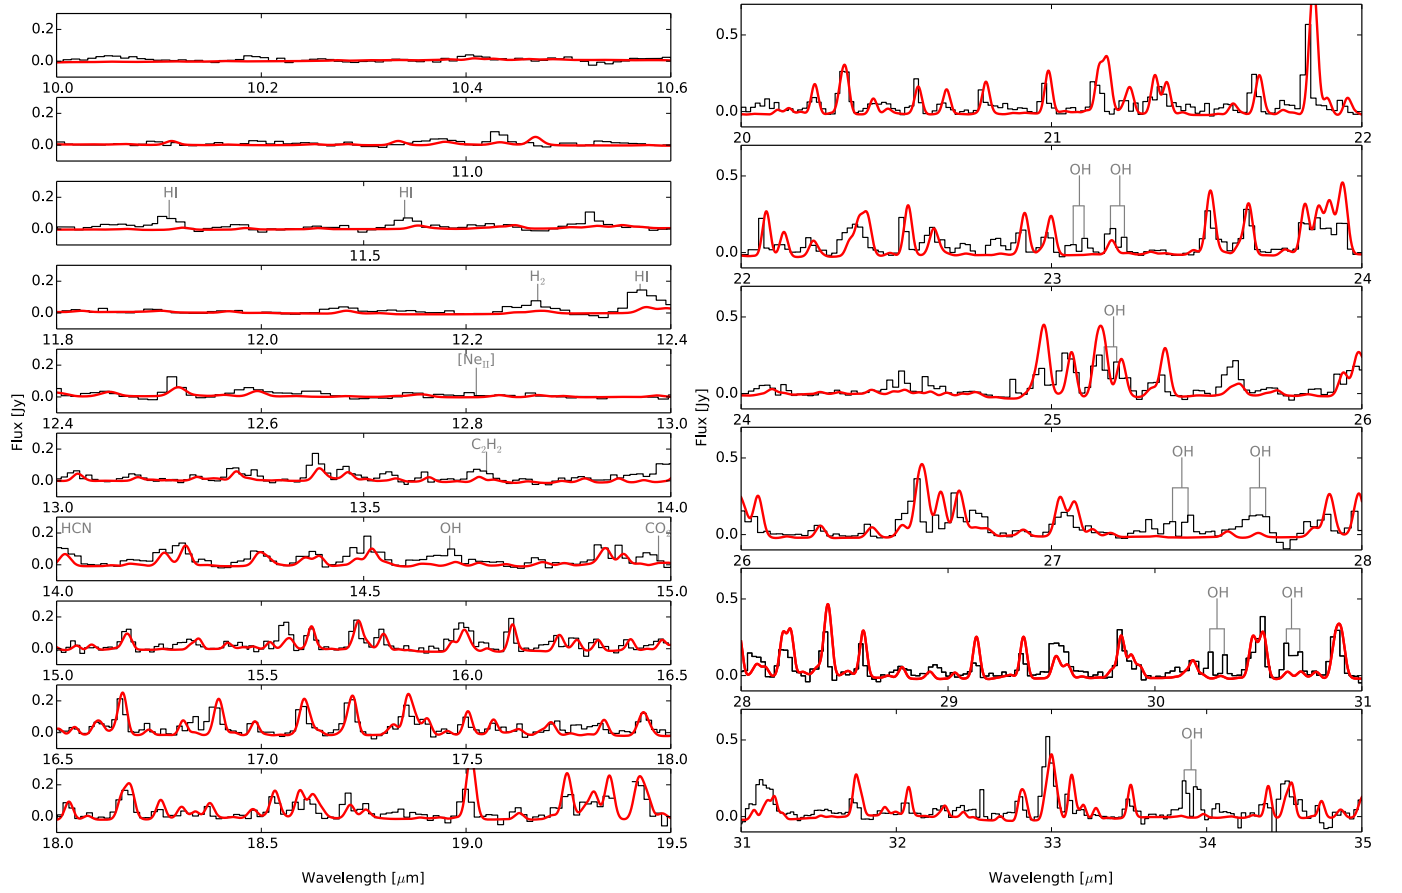 0.2
0.0
10.0 10.2 10.4 10.6
0.0
11.0
HI HI
0.2
0.0
11.5
H₂ HI
0.2
0.0
11.8 12.0 12.2 12.4
[Ne_II]
0.2
0.0
12.4 12.6 12.8 13.0
C₂H₂
0.2
0.0
13.0 13.5 14.0
HCN OH CO₂
0.2
0.0
14.0 14.5 15.0
0.2
0.0
15.0 15.5 16.0 16.5
0.2
0.0
16.5 17.0 17.5 18.0
0.2
0.0
18.0 18.5 19.0 19.5
Flux [Jy]
Wavelength [μm]
0.5
0.0
20 21 22
OH OH
0.5
0.0
22 23 24
OH
0.5
0.0
24 25 26
OH OH
0.5
0.0
26 27 28
OH OH
0.5
0.0
28 29 30 31
OH
0.5
0.0
31 32 33 34 35
Flux [Jy]
Wavelength [μm]